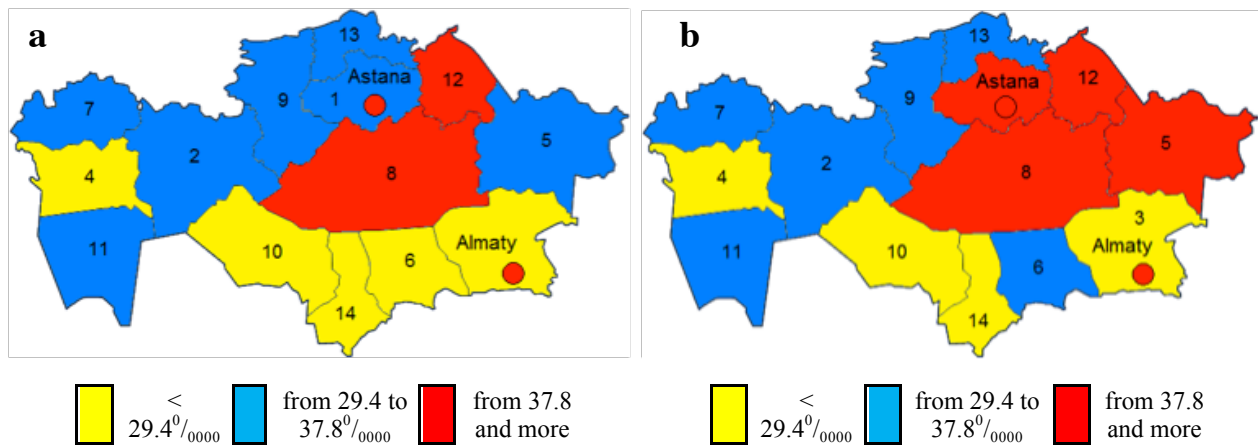 a
13
Astana
12
1
9
7
5
2
4
8
Almaty
11
10
6
14
<
29.4⁰/₀₀₀₀
from 29.4 to
37.8⁰/₀₀₀₀
from 37.8
and more
b
13
Astana
12
9
7
5
2
4
8
3
Almaty
11
10
6
14
<
29.4⁰/₀₀₀₀
from 29.4 to
37.8⁰/₀₀₀₀
from 37.8
and more